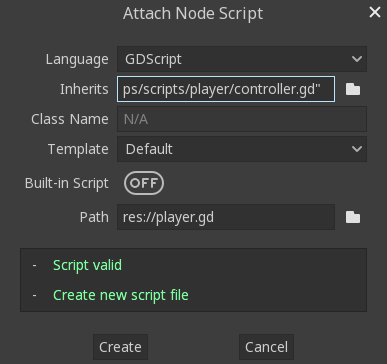 Attach Node Script
Language GDScript
Inherits ps/scripts/player/controller.gd"
Class Name N/A
Template Default
Built-in Script OFF
Path res://player.gd
- Script valid
- Create new script file
Create Cancel